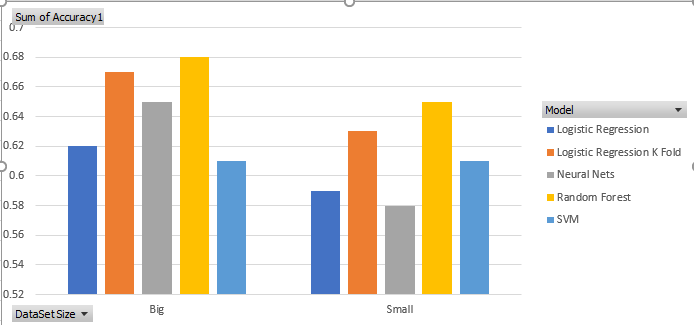 Sum of Accuracy1
0.7
0.68
0.66
0.64
0.62
0.6
0.58
0.56
0.54
0.52
Big
Small
DataSetSize
Model
Logistic Regression
Logistic Regression K Fold
Neural Nets
Random Forest
SVM